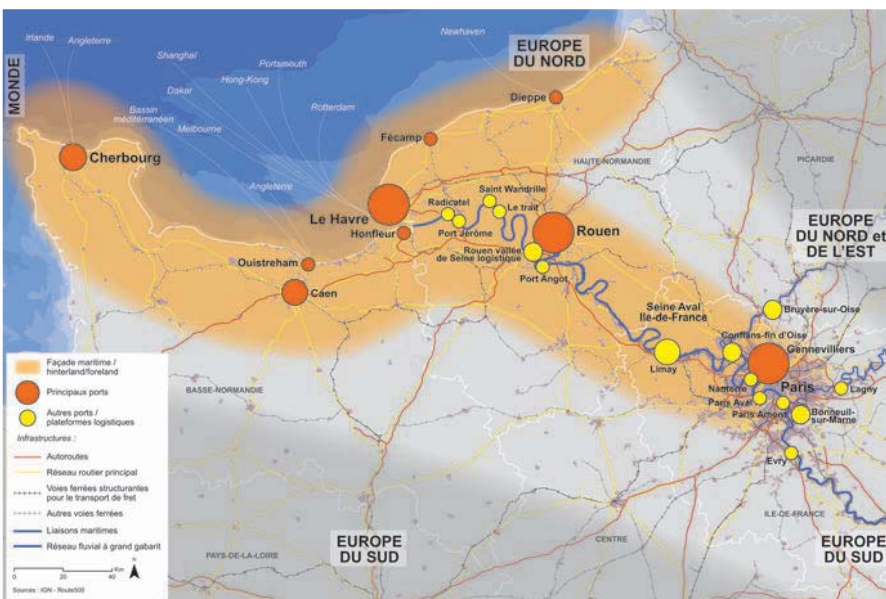 Irlande
Angleterre
Shanghaï
Portsmouth
Hong-Kong
Dakar
Bassin
méditerranéen
Rotterdam
Melbourne
Newhaven
EUROPE
DU NORD
MONDE
Dieppe
Fécamp
Cherbourg
HAUTE-NORMANDIE
PICARDIE
Angleterre
Saint Wandrille
Radicatel
Le trait
Le Havre
Port Jérôme
Honfleur
Rouen
EUROPE
DU NORD et
DE L'EST
Rouen vallée
de Seine logistique
Ouistreham
Port Angot
Caen
Seine Aval
Ile-de-France
Bruyère-sur-Oise
Conflans-fin d'Oise
Gennevilliers
Limay
Nanterre
Paris
Lagny
Paris Aval
Paris Amont
Bonneuil
-sur-Marne
Evry
BASSE-NORMANDIE
ILE-DE-FRANCE
CENTRE
PAYS-DE-LA-LOIRE
EUROPE
DU SUD
EUROPE
DU SUD
Façade maritime /
hinterland/foreland
Principaux ports
Autres ports /
plateformes logistiques
Infrastructures :
Autoroutes
Réseau routier principal
Voies ferrées structurantes
pour le transport de fret
Autres voies ferrées
Liaisons maritimes
Réseau fluvial à grand gabarit
N
Km
0 20 40
Sources : IGN - Route500